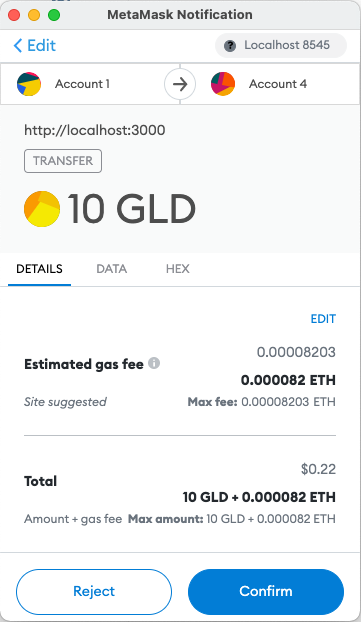 MetaMask Notification
Edit
Localhost 8545
Account 1
Account 4
http://localhost:3000
TRANSFER
10 GLD
DETAILS
DATA
HEX
EDIT
0.00008203
Estimated gas fee
0.000082 ETH
Site suggested
Max fee: 0.00008203 ETH
$0.22
Total
10 GLD + 0.000082 ETH
Amount + gas fee Max amount: 10 GLD + 0.000082 ETH
Reject
Confirm